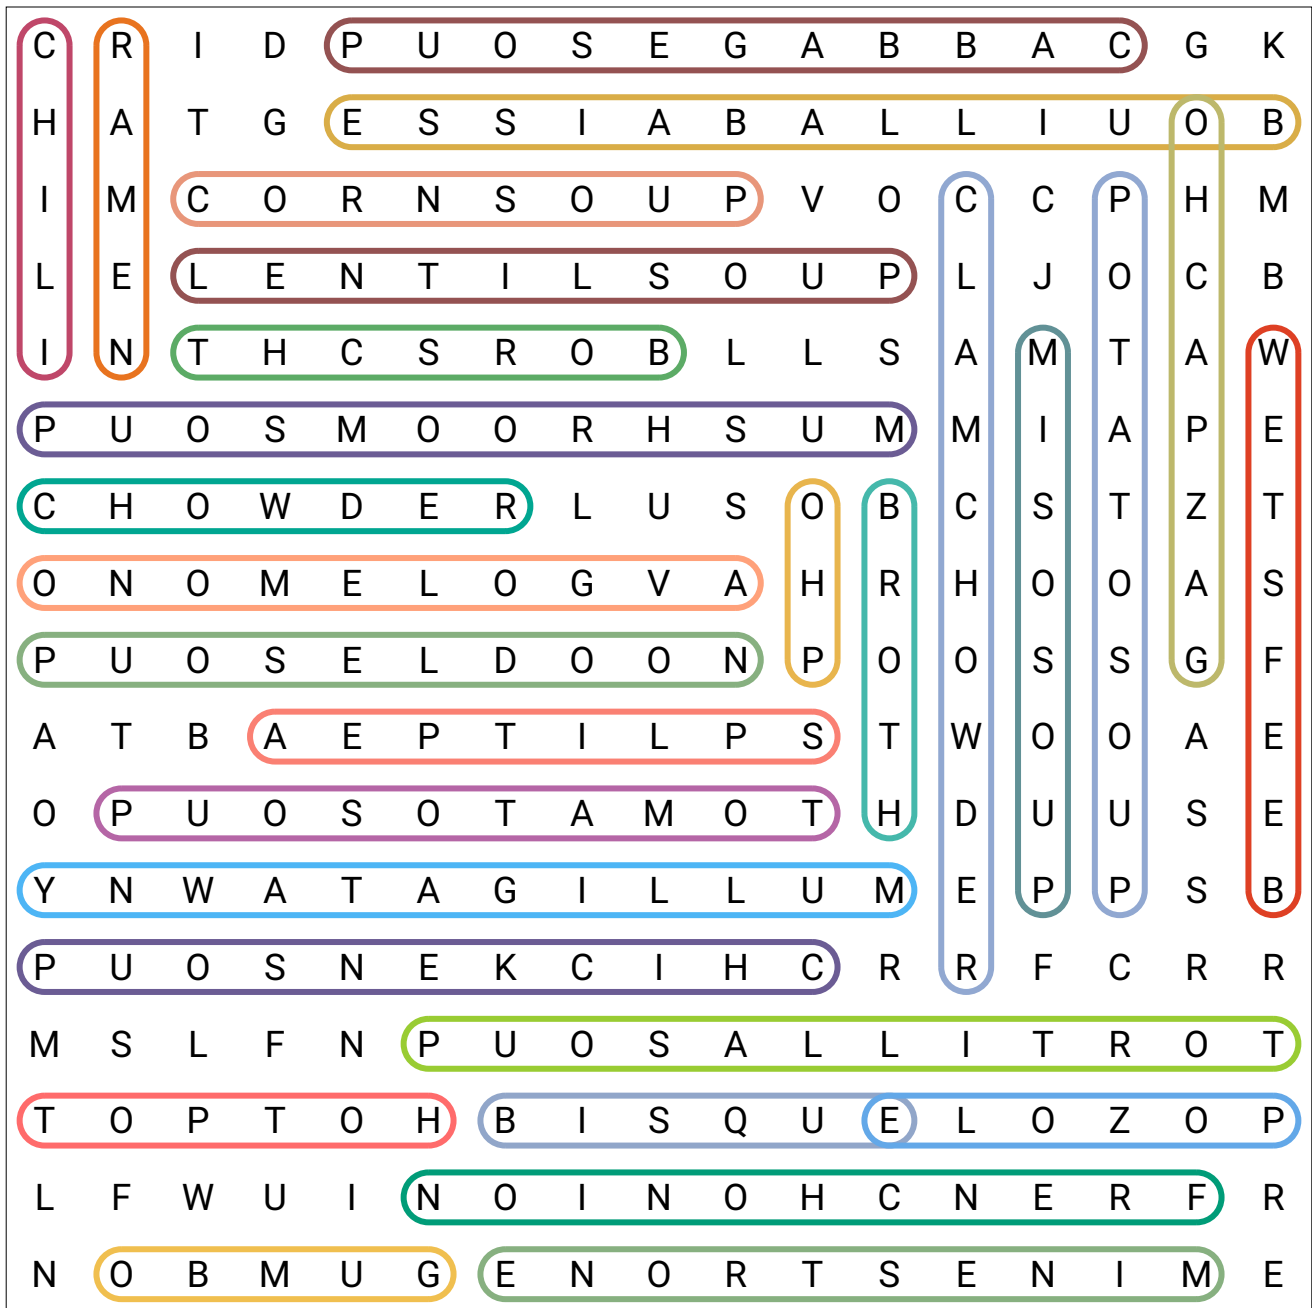 C R I D P U O S E G A B B A C G K
H A T G E S S I A B A L L I U O B
I M C O R N S O U P V O C C P H M
L E L E N T I L S O U P L J O C B
I N T H C S R O B L L S A M T A W
P U O S M O O R H S U M M I A P E
C H O W D E R L U S O B C S T Z T
O N O M E L O G V A H R H O O A S
P U O S E L D O O N P O O S S G F
A T B A E P T I L P S T W O O A E
O P U O S O T A M O T H D U U S E
Y N W A T A G I L L U M E P P S B
P U O S N E K C I H C R R F C R R
M S L F N P U O S A L L I T R O T
T O P T O H B I S Q U E L O Z O P
L F W U I N O I N O H C N E R F R
N O B M U G E N O R T S E N I M E